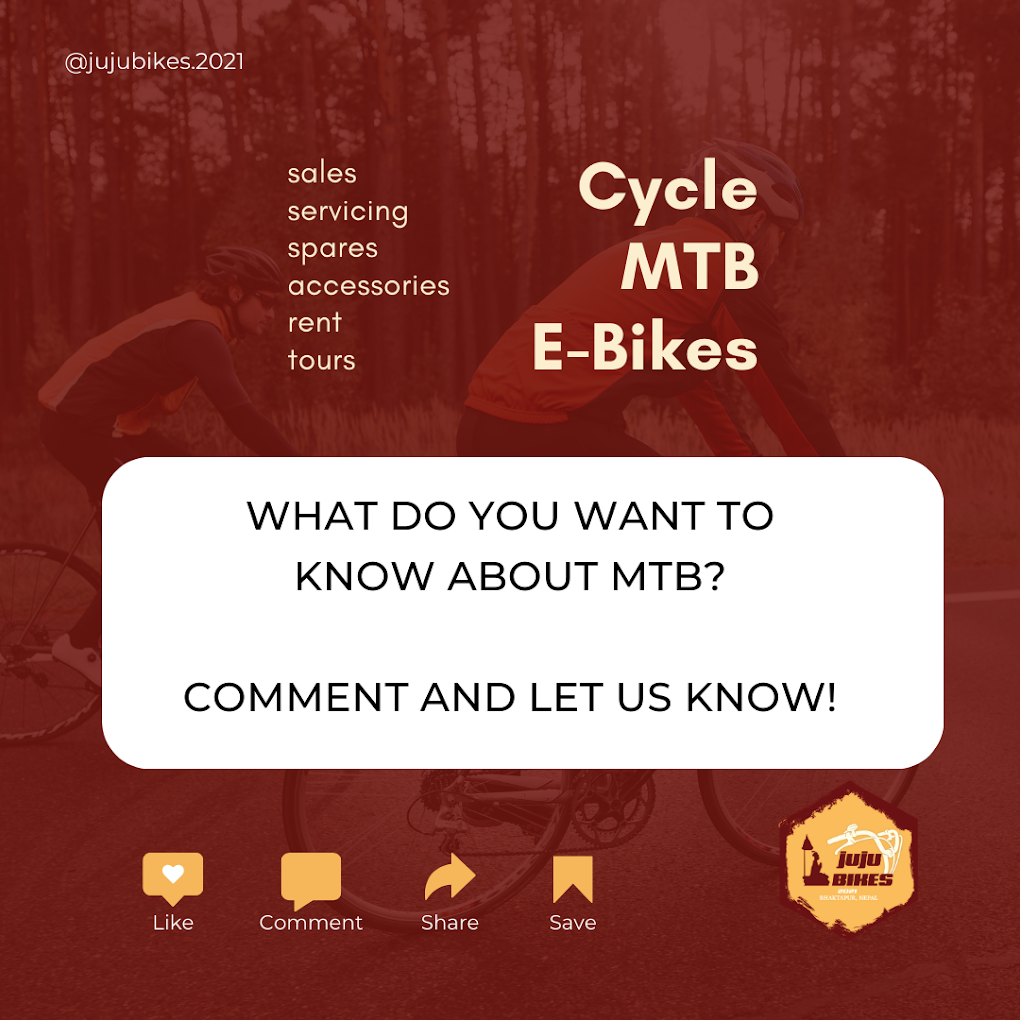 @jujubikes.2021
sales
servicing
spares
accessories
rent
tours
Cycle
MTB
E-Bikes
WHAT DO YOU WANT TO
KNOW ABOUT MTB?
COMMENT AND LET US KNOW!
Like
Comment
Share
Save
juju
BIKES
BHAKTAPUR, NEPAL